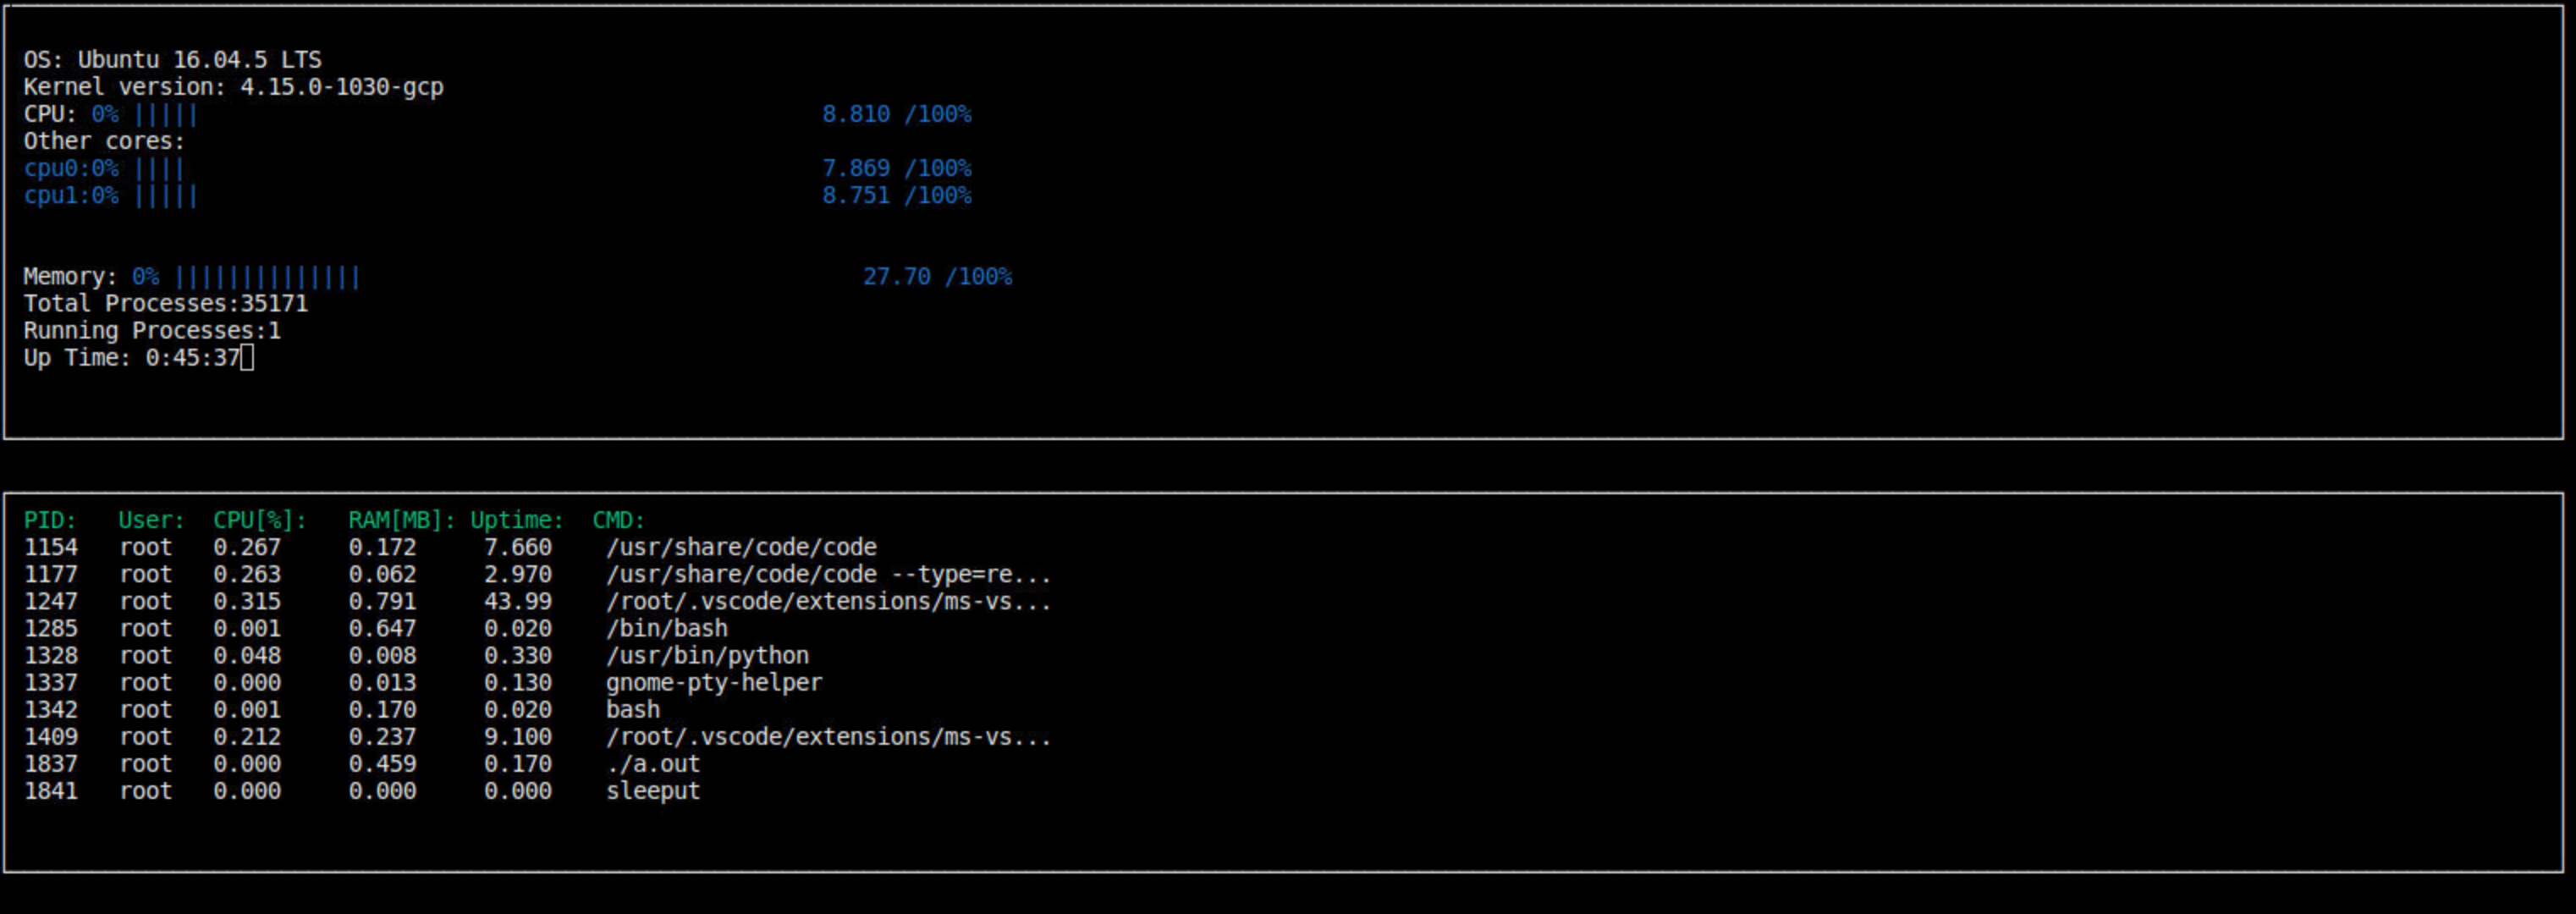 OS: Ubuntu 16.04.5 LTS
Kernel version: 4.15.0-1030-gcp
CPU: 0% ||||| 8.810 /100%
Other cores:
cpu0:0% |||| 7.869 /100%
cpu1:0% ||||| 8.751 /100%
Memory: 0% |||||||||||||| 27.70 /100%
Total Processes:35171
Running Processes:1
Up Time: 0:45:37
PID: User: CPU[%]: RAM[MB]: Uptime: CMD:
1154 root 0.267 0.172 7.660 /usr/share/code/code
1177 root 0.263 0.062 2.970 /usr/share/code/code --type=re...
1247 root 0.315 0.791 43.99 /root/.vscode/extensions/ms-vs...
1285 root 0.001 0.647 0.020 /bin/bash
1328 root 0.048 0.008 0.330 /usr/bin/python
1337 root 0.000 0.013 0.130 gnome-pty-helper
1342 root 0.001 0.170 0.020 bash
1409 root 0.212 0.237 9.100 /root/.vscode/extensions/ms-vs...
1837 root 0.000 0.459 0.170 ./a.out
1841 root 0.000 0.000 0.000 sleeput